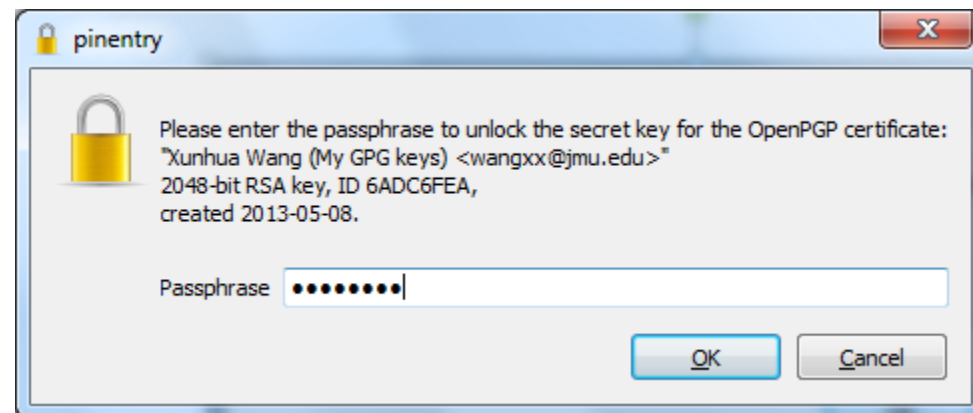 pinentry
Please enter the passphrase to unlock the secret key for the OpenPGP certificate:
"Xunhua Wang (My GPG keys) <wangxx@jmu.edu>"
2048-bit RSA key, ID 6ADC6FEA,
created 2013-05-08.
Passphrase ••••••••
OK Cancel